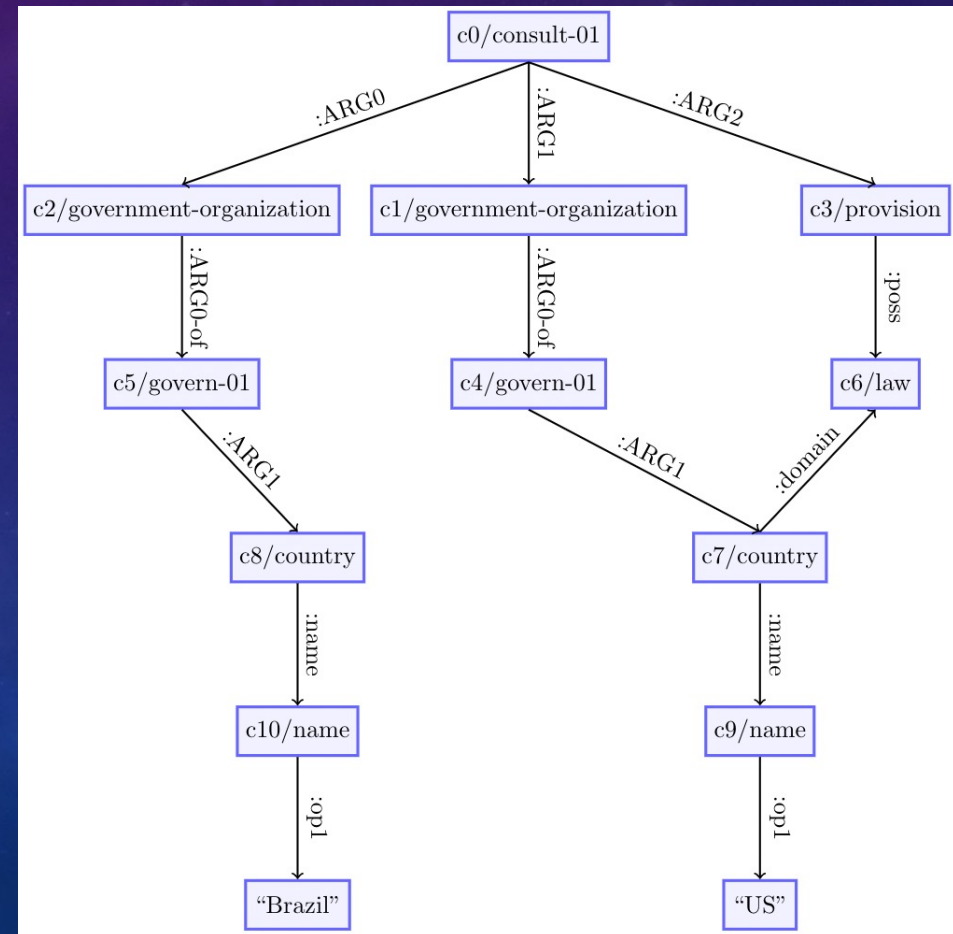 c0/consult-01
:ARG0
:ARG1
:ARG2
c2/government-organization
c1/government-organization
c3/provision
:ARG0-of
:ARG0-of
:poss
c5/govern-01
c4/govern-01
c6/law
:ARG1
:ARG1
:domain
c8/country
c7/country
:name
:name
c10/name
c9/name
:op1
:op1
“Brazil”
“US”